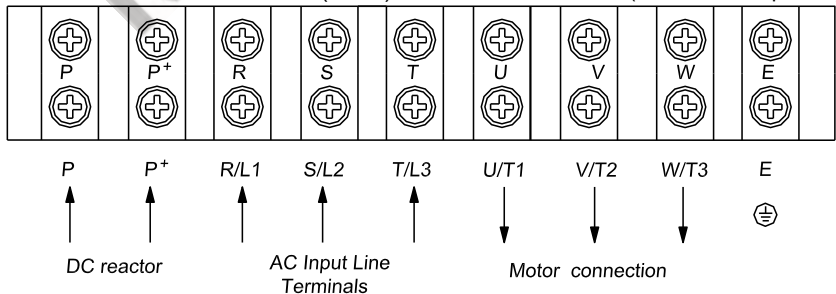 P P+ R S T U V W E
P P+ R/L1 S/L2 T/L3 U/T1 V/T2 W/T3 E
DC reactor
AC Input Line
Terminals
Motor connection